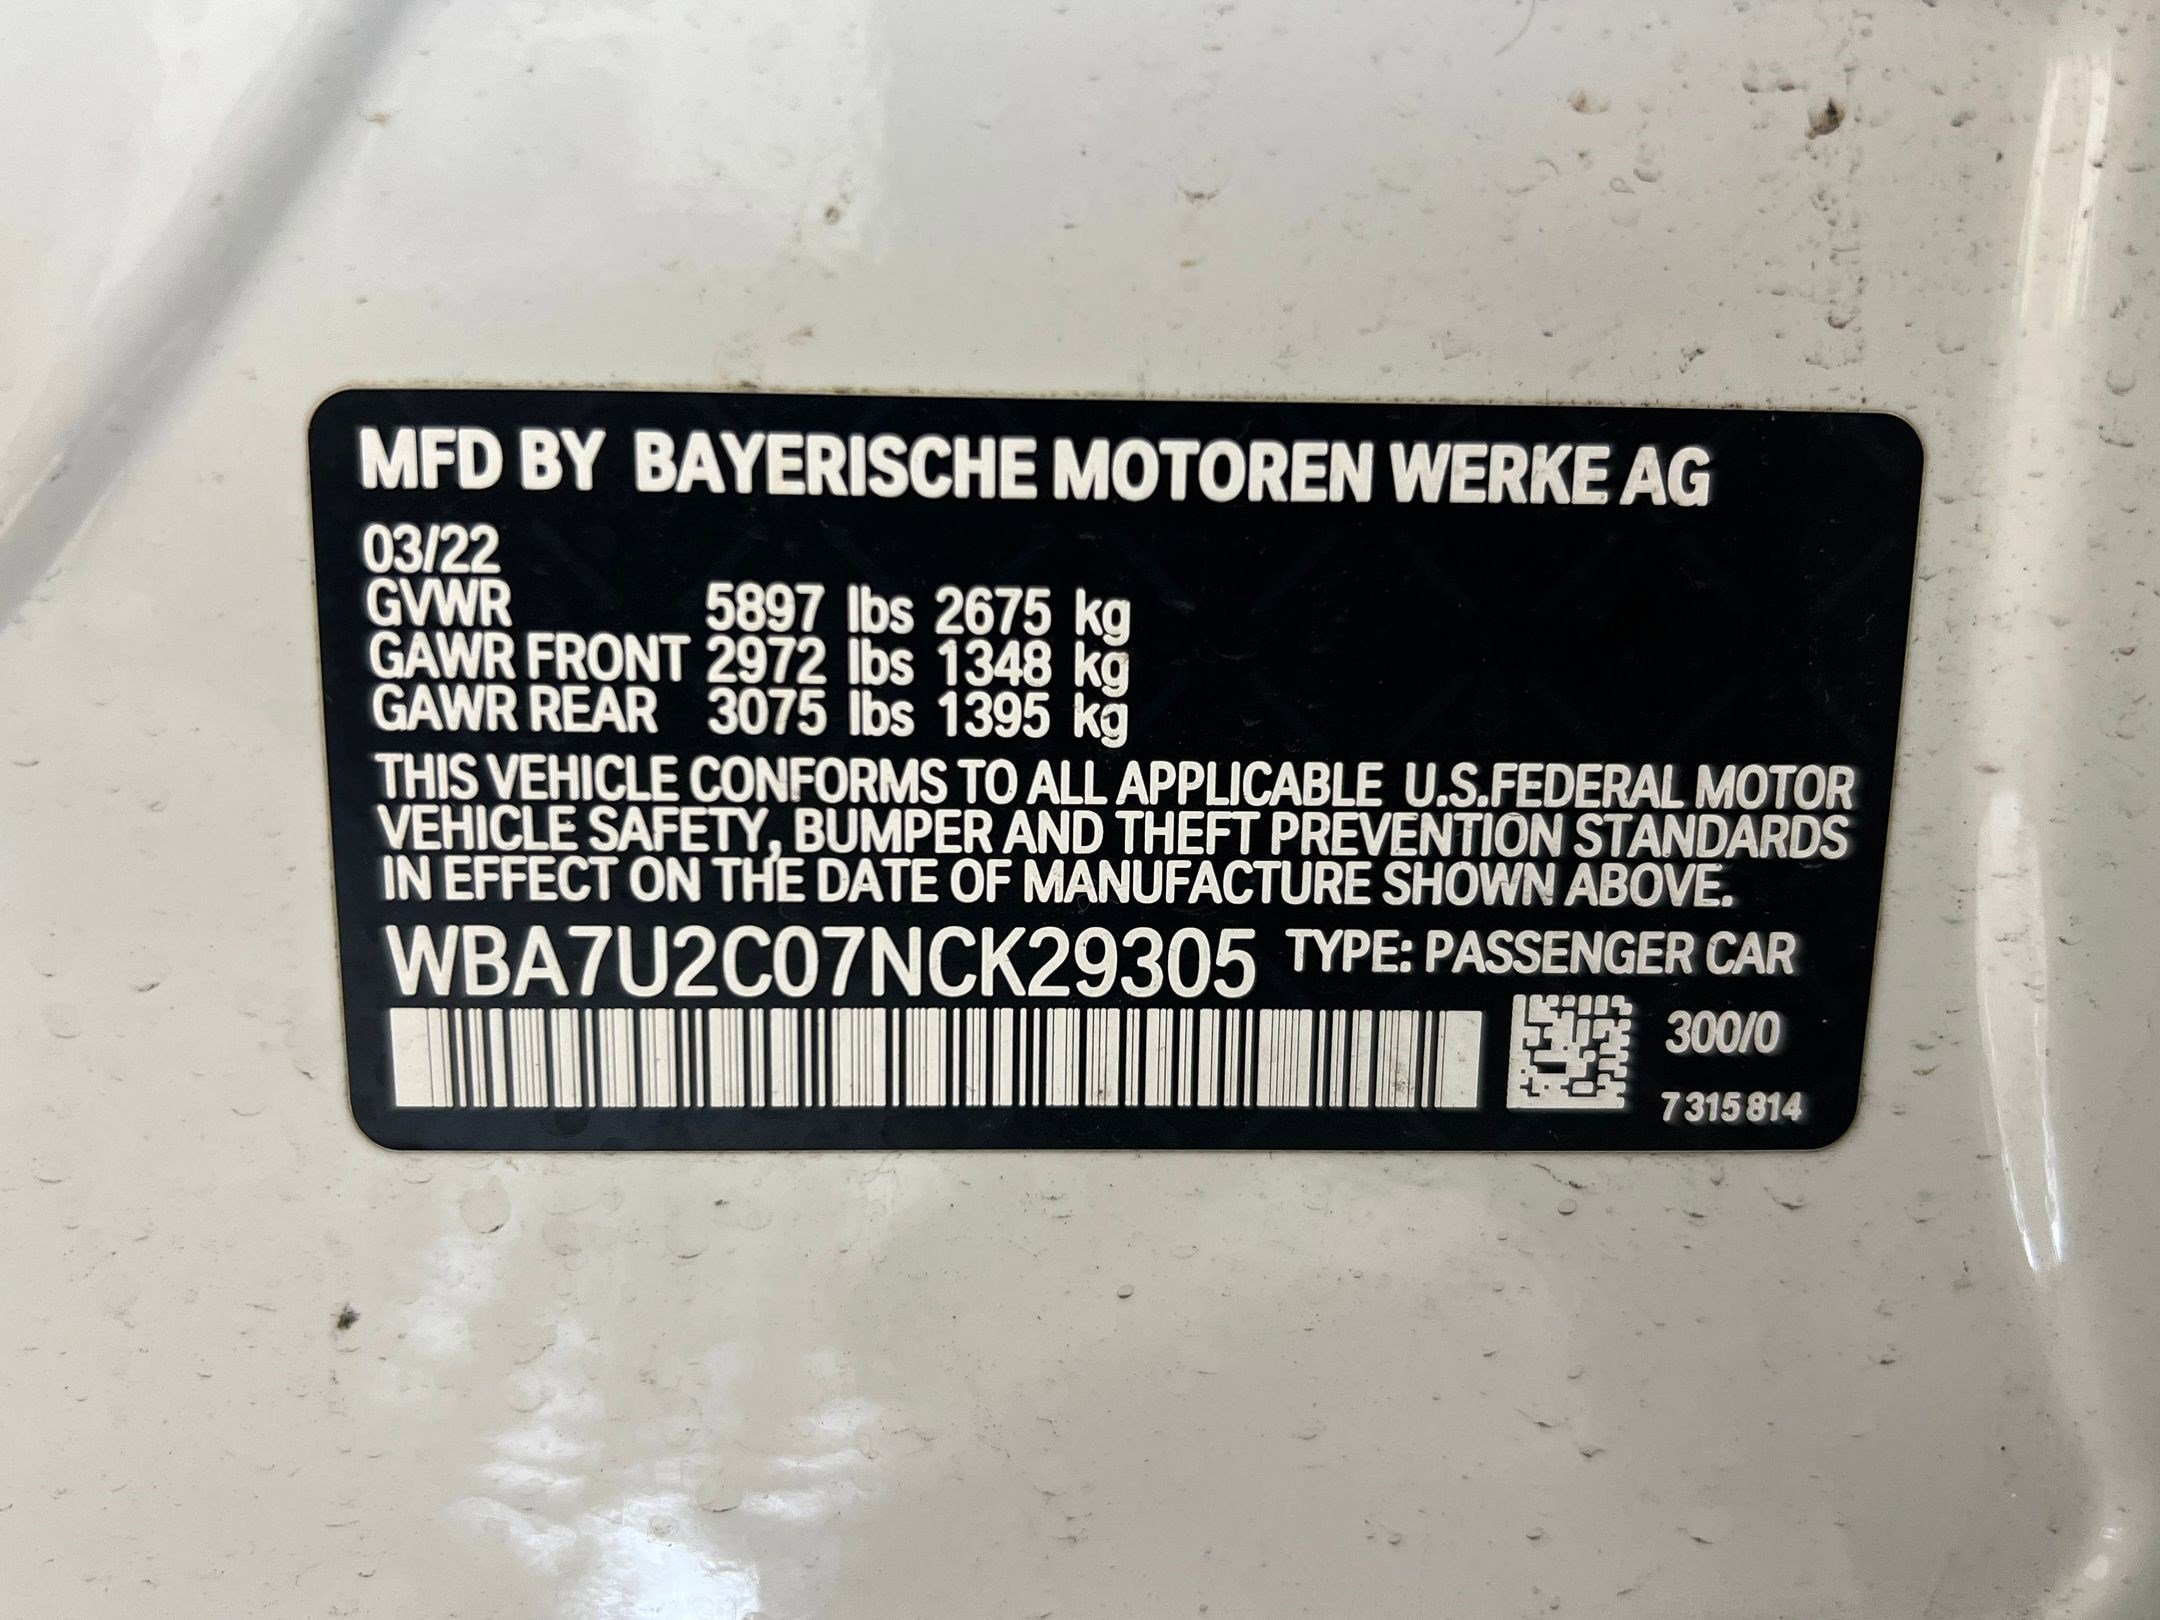 MFD BY BAYERISCHE MOTOREN WERKE AG
03/22
GVWR 5897 lbs 2675 kg
GAWR FRONT 2972 lbs 1348 kg
GAWR REAR 3075 lbs 1395 kg
THIS VEHICLE CONFORMS TO ALL APPLICABLE U.S.FEDERAL MOTOR
VEHICLE SAFETY, BUMPER AND THEFT PREVENTION STANDARDS
IN EFFECT ON THE DATE OF MANUFACTURE SHOWN ABOVE.
WBA7U2C07NCK29305 TYPE: PASSENGER CAR
300/0
7 315 814